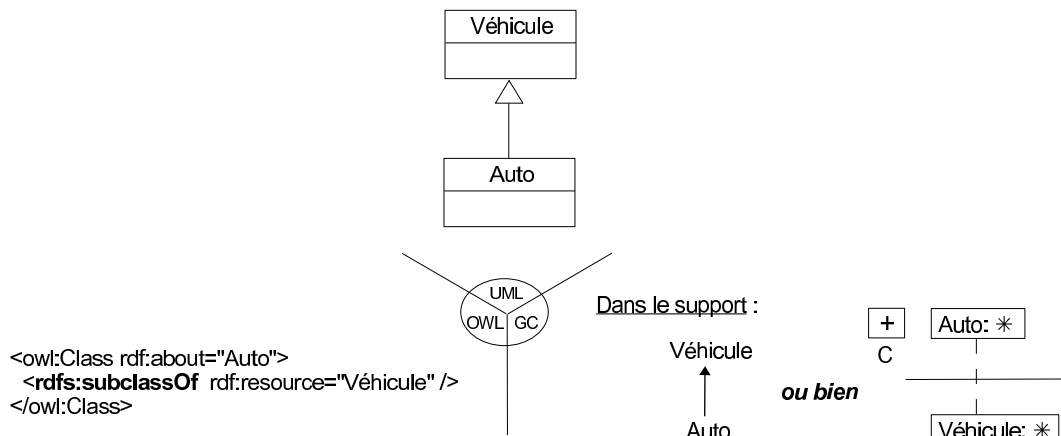 Véhicule
Auto
UML
OWL GC
<owl:Class rdf:about="Auto">
<rdfs:subclassOf rdf:resource="Véhicule" />
</owl:Class>
Dans le support :
Véhicule
Auto
ou bien
+
C
Auto: ✳
Véhicule: ✳